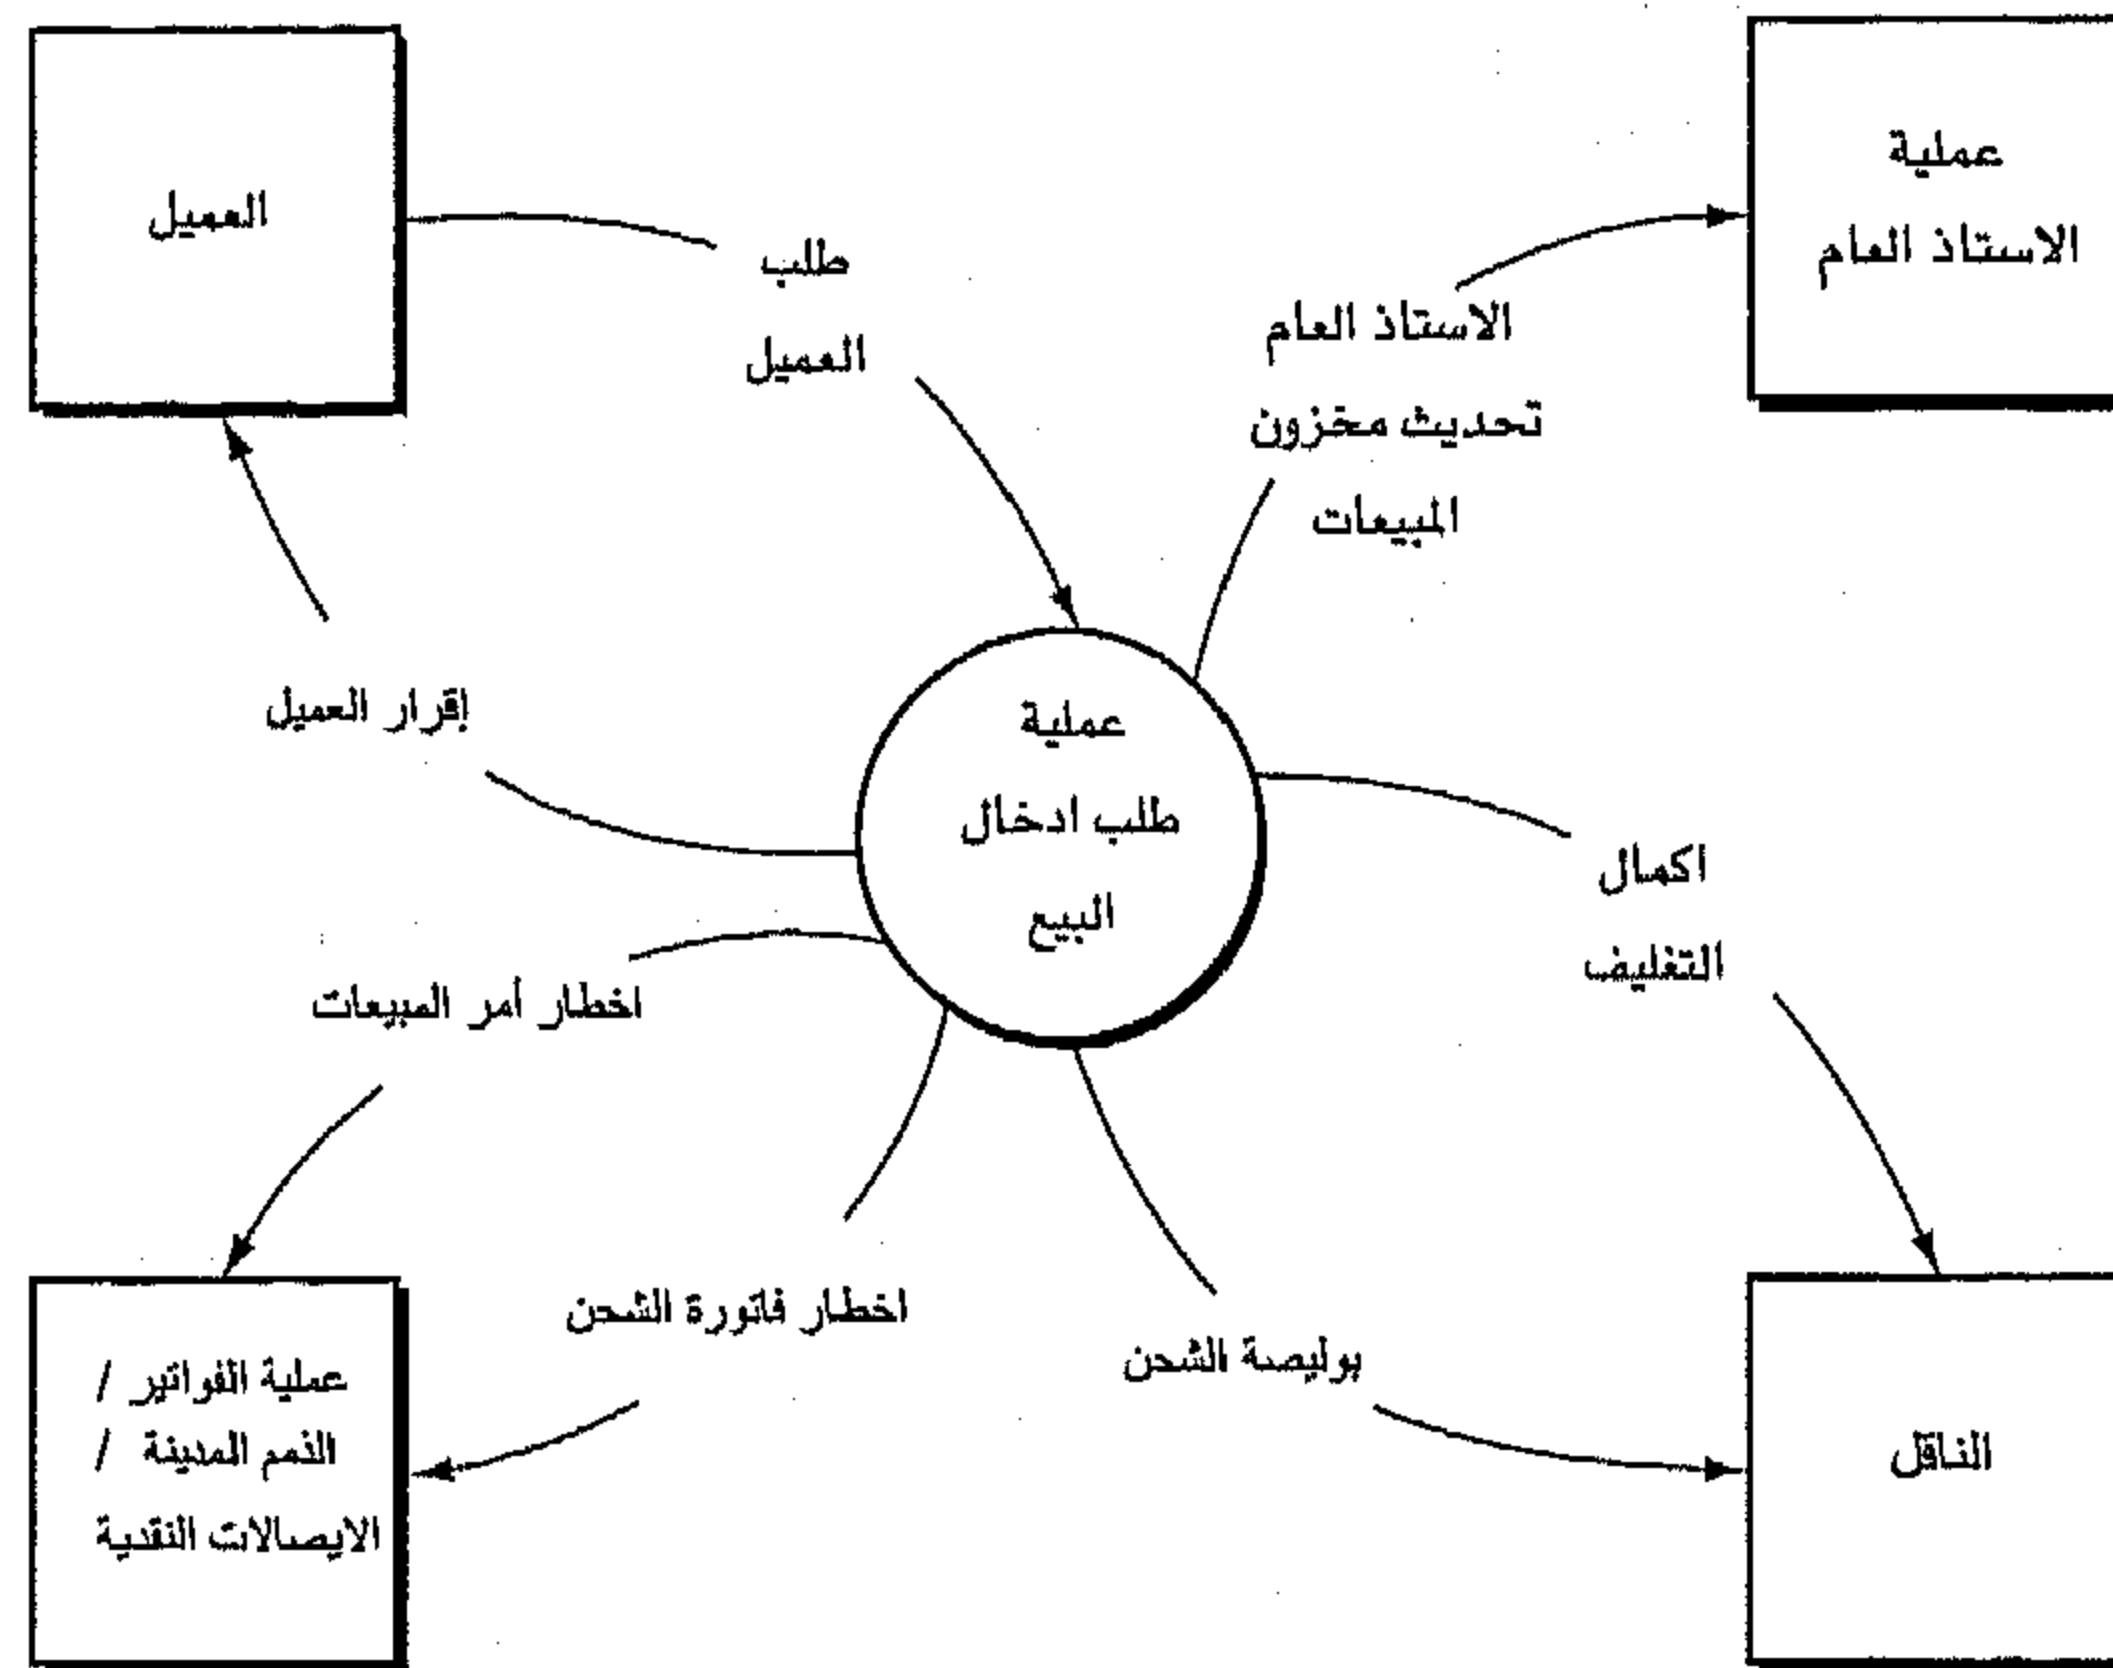 العميل
طلب
العميل
عملية
الاستاذ العام
الاستاذ العام
تحديث مخزون
المبيعات
إقرار العميل
عملية
طلب ادخال
البيع
اكمال
التغليف
اخطار أمر المبيعات
اخطار فاتورة الشحن
بوليصة الشحن
عملية الفواتير /
الذمم المدينة /
الايصالات النقدية
الناقل